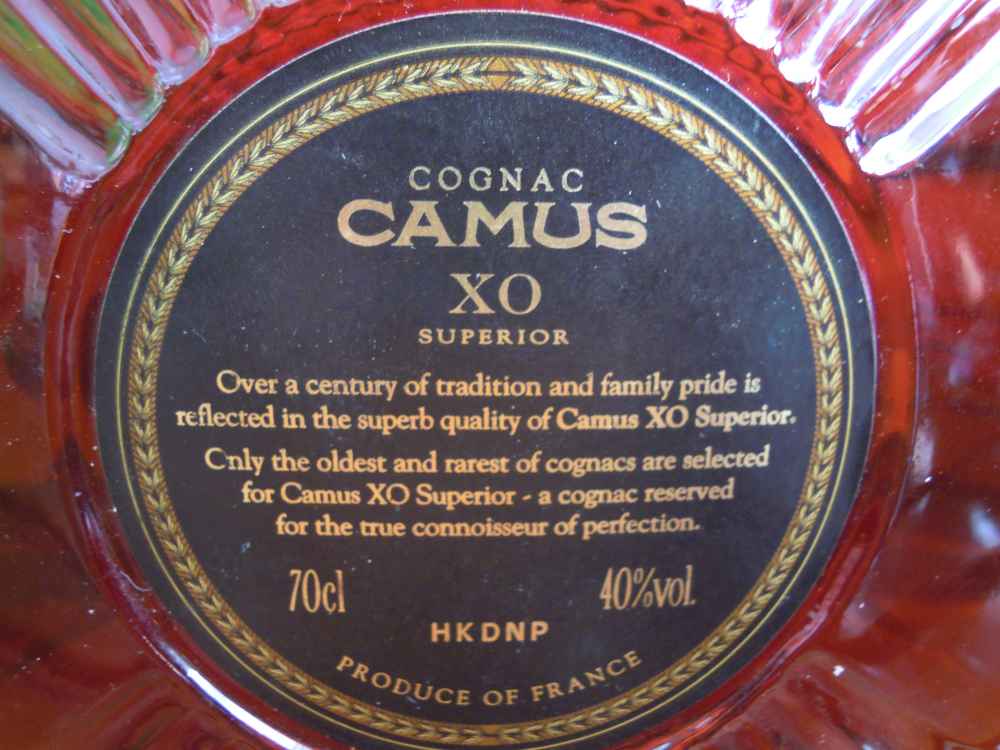 COGNAC
CAMUS
XO
SUPERIOR
Over a century of tradition and family pride is
reflected in the superb quality of Camus XO Superior.
Only the oldest and rarest of cognacs are selected
for Camus XO Superior - a cognac reserved
for the true connoisseur of perfection.
70cl 40%vol.
HKDNP
PRODUCE OF FRANCE